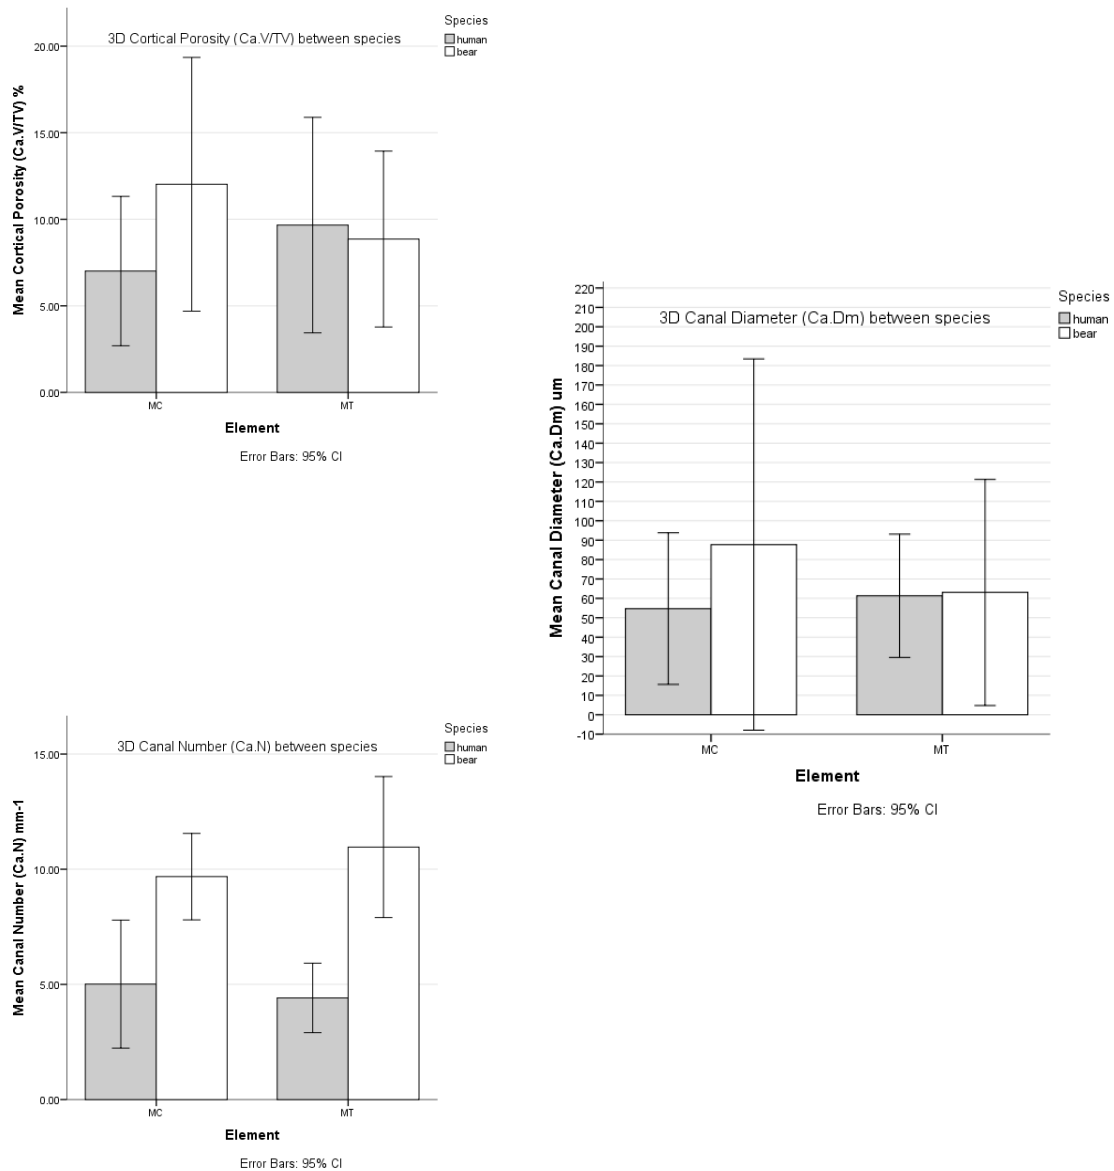 Species
human
bear
3D Cortical Porosity (Ca.V/TV) between species
Mean Cortical Porosity (Ca.V/TV) %
20.00
15.00
10.00
5.00
0.00
MC
MT
Element
Error Bars: 95% CI
Species
human
bear
3D Canal Diameter (Ca.Dm) between species
Mean Canal Diameter (Ca.Dm) um
220
210
200
190
180
170
160
150
140
130
120
110
100
90
80
70
60
50
40
30
20
10
0
-10
MC
MT
Element
Error Bars: 95% CI
Species
human
bear
3D Canal Number (Ca.N) between species
Mean Canal Number (Ca.N) mm-1
15.00
10.00
5.00
0.00
MC
MT
Element
Error Bars: 95% CI